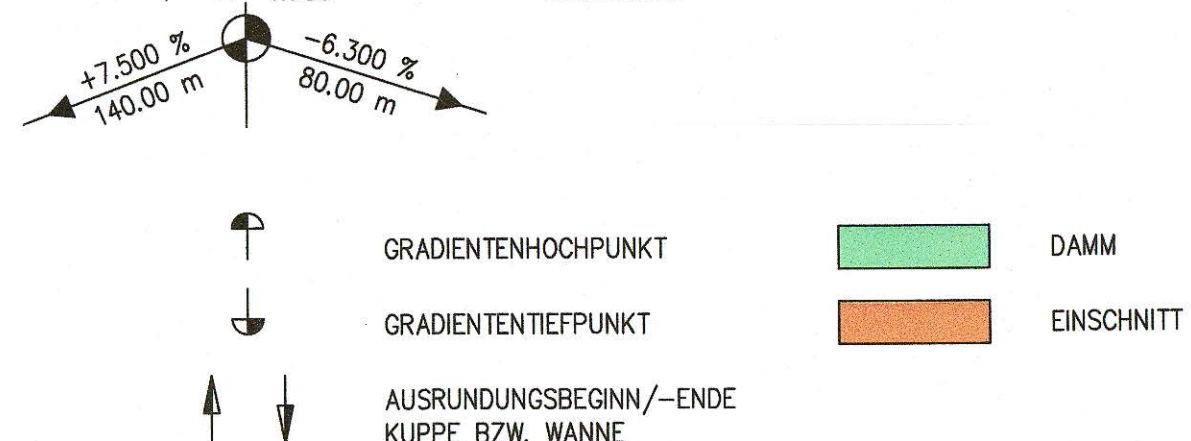 +7.500 %
140.00 m
-6.300 %
80.00 m
GRADIENTENHOCHPUNKT
DAMM
GRADIENTENTIEFPUNKT
EINSCHNITT
AUSRUNDUNGSBEGINN/-ENDE
KUPPE BZW. WANNE